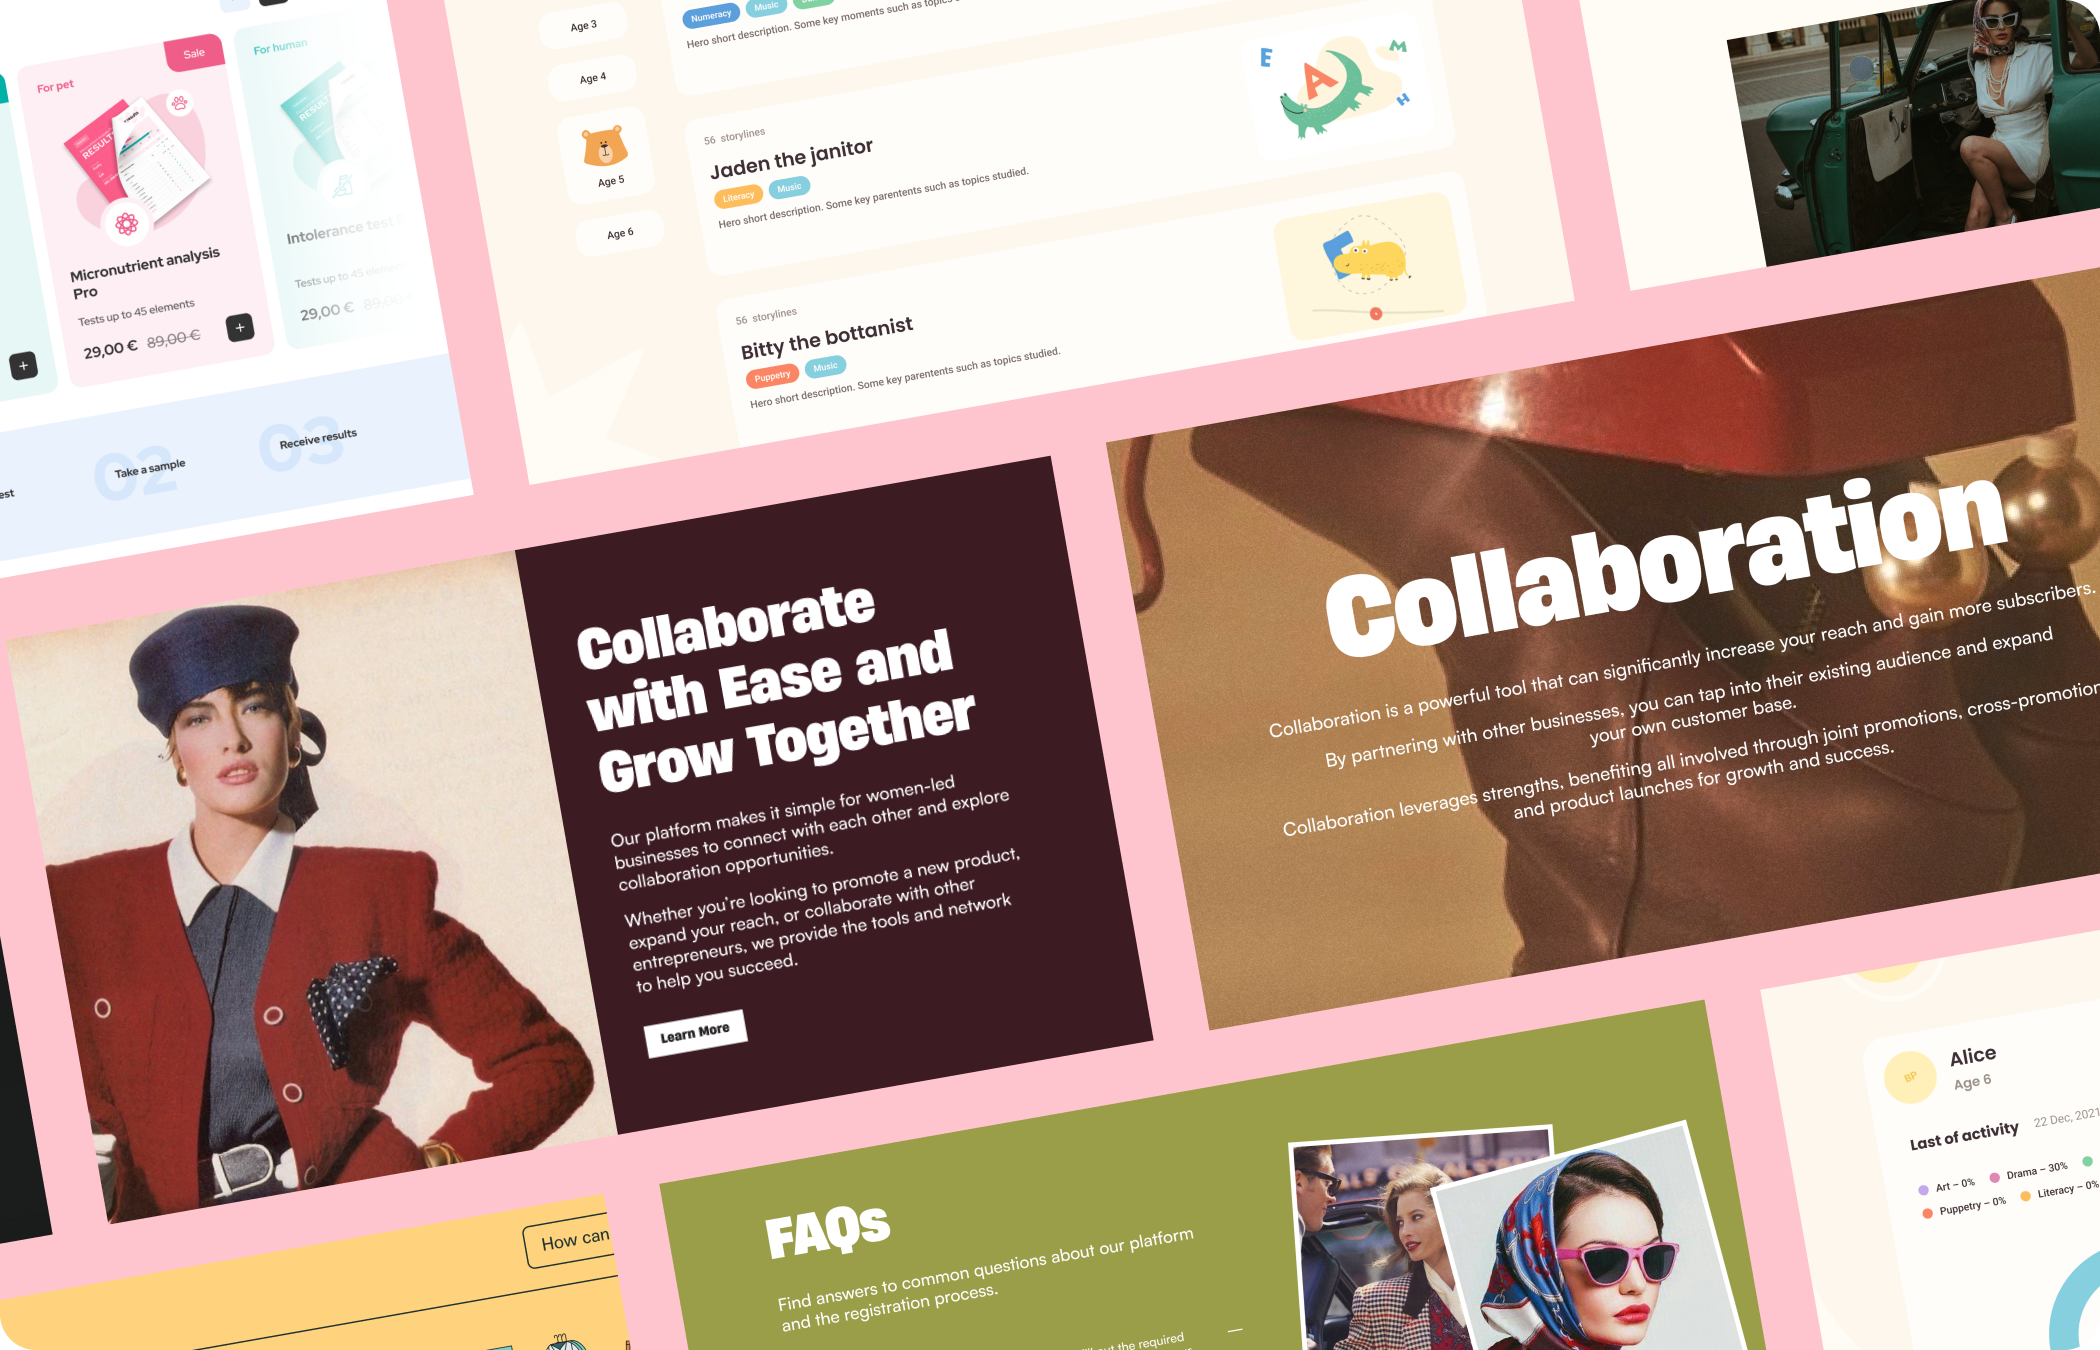 For pet
Sale
RESULT
Micronutrient analysis
Pro
Tests up to 45 elements
29,00 € 89,00 €
+
+
For human
RESUL
Intolerance test
Tests up to 45 elemen
29,00 € 89,00
est
02
Take a sample
03
Receive results
Age 3
Age 4
Age 5
Age 6
Numeracy
Music
Hero short description. Some key moments such as topics
56 storylines
Jaden the janitor
Literacy
Music
Hero short description. Some key parentents such as topics studied.
E
A
M
H
56 storylines
Bitty the bottanist
Puppetry
Music
Hero short description. Some key parentents such as topics studied.
Collaborate
with Ease and
Grow Together
Our platform makes it simple for women-led
businesses to connect with each other and explore
collaboration opportunities.
Whether you're looking to promote a new product,
expand your reach, or collaborate with other
entrepreneurs, we provide the tools and network
to help you succeed.
Learn More
Collaboration
Collaboration is a powerful tool that can significantly increase your reach and gain more subscribers.
By partnering with other businesses, you can tap into their existing audience and expand
your own customer base.
Collaboration leverages strengths, benefiting all involved through joint promotions, cross-promotion
and product launches for growth and success.
How can
FAQs
Find answers to common questions about our platform
and the registration process.
out the required
BP
Alice
Age 6
Last of activity
22 Dec, 2021
Art – 0%
Drama – 30%
Puppetry – 0%
Literacy – 0%